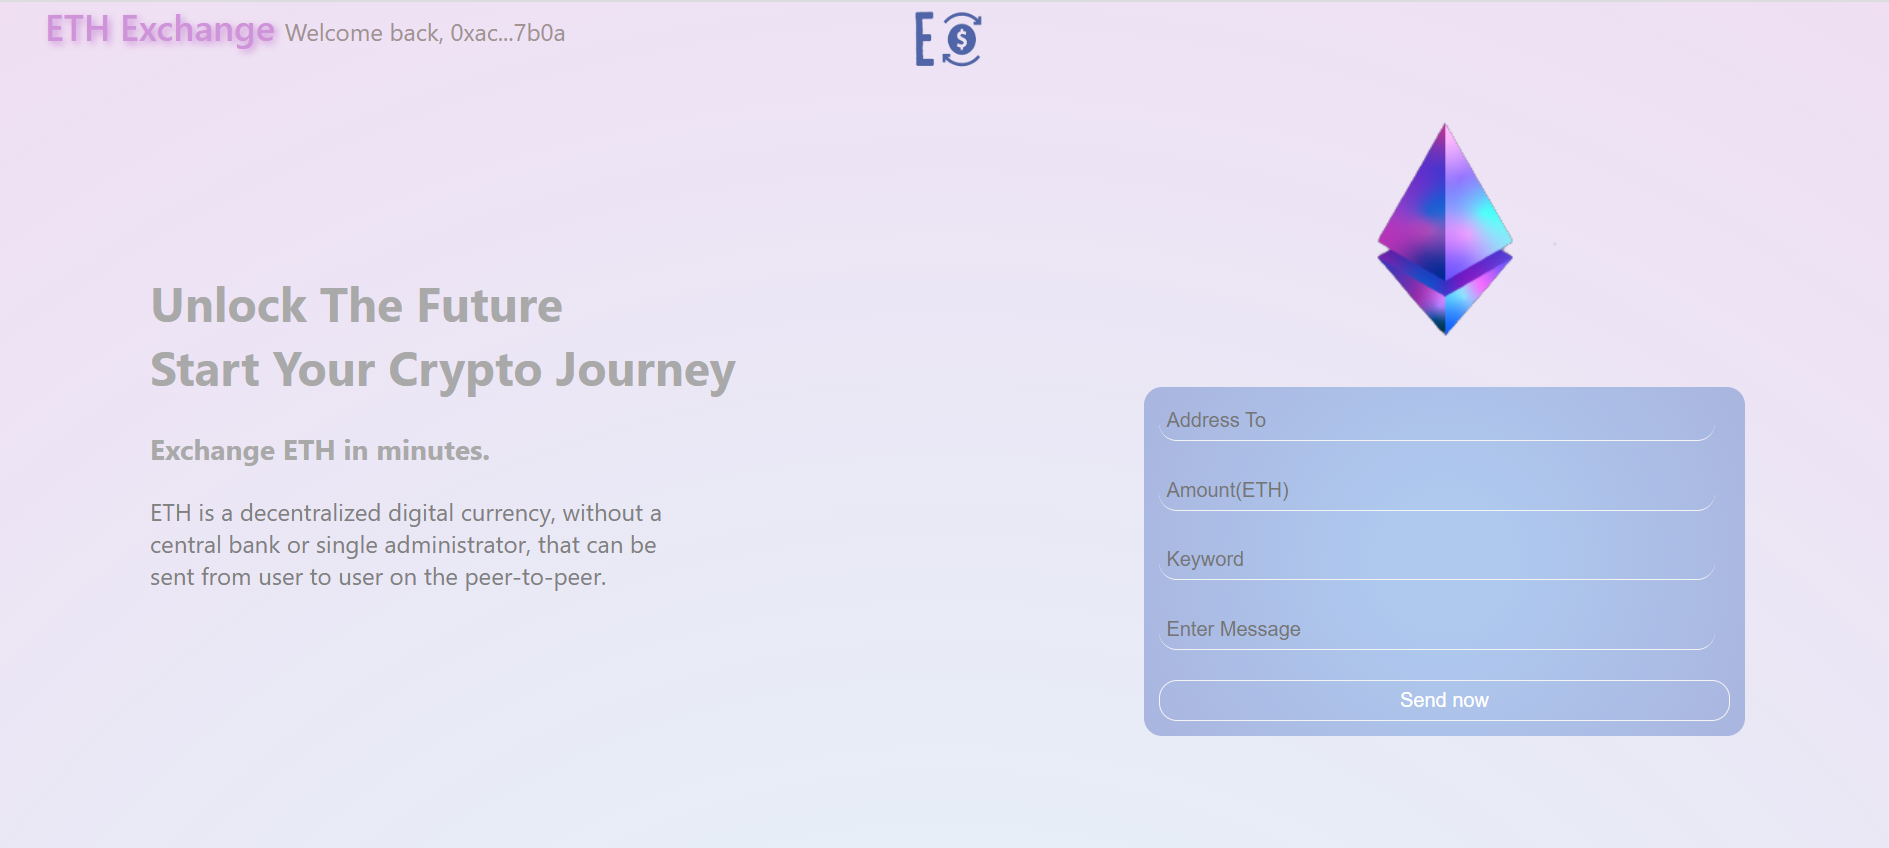 ETH Exchange Welcome back, 0xac...7b0a
E $
Unlock The Future
Start Your Crypto Journey
Exchange ETH in minutes.
ETH is a decentralized digital currency, without a
central bank or single administrator, that can be
sent from user to user on the peer-to-peer.
Address To
Amount(ETH)
Keyword
Enter Message
Send now